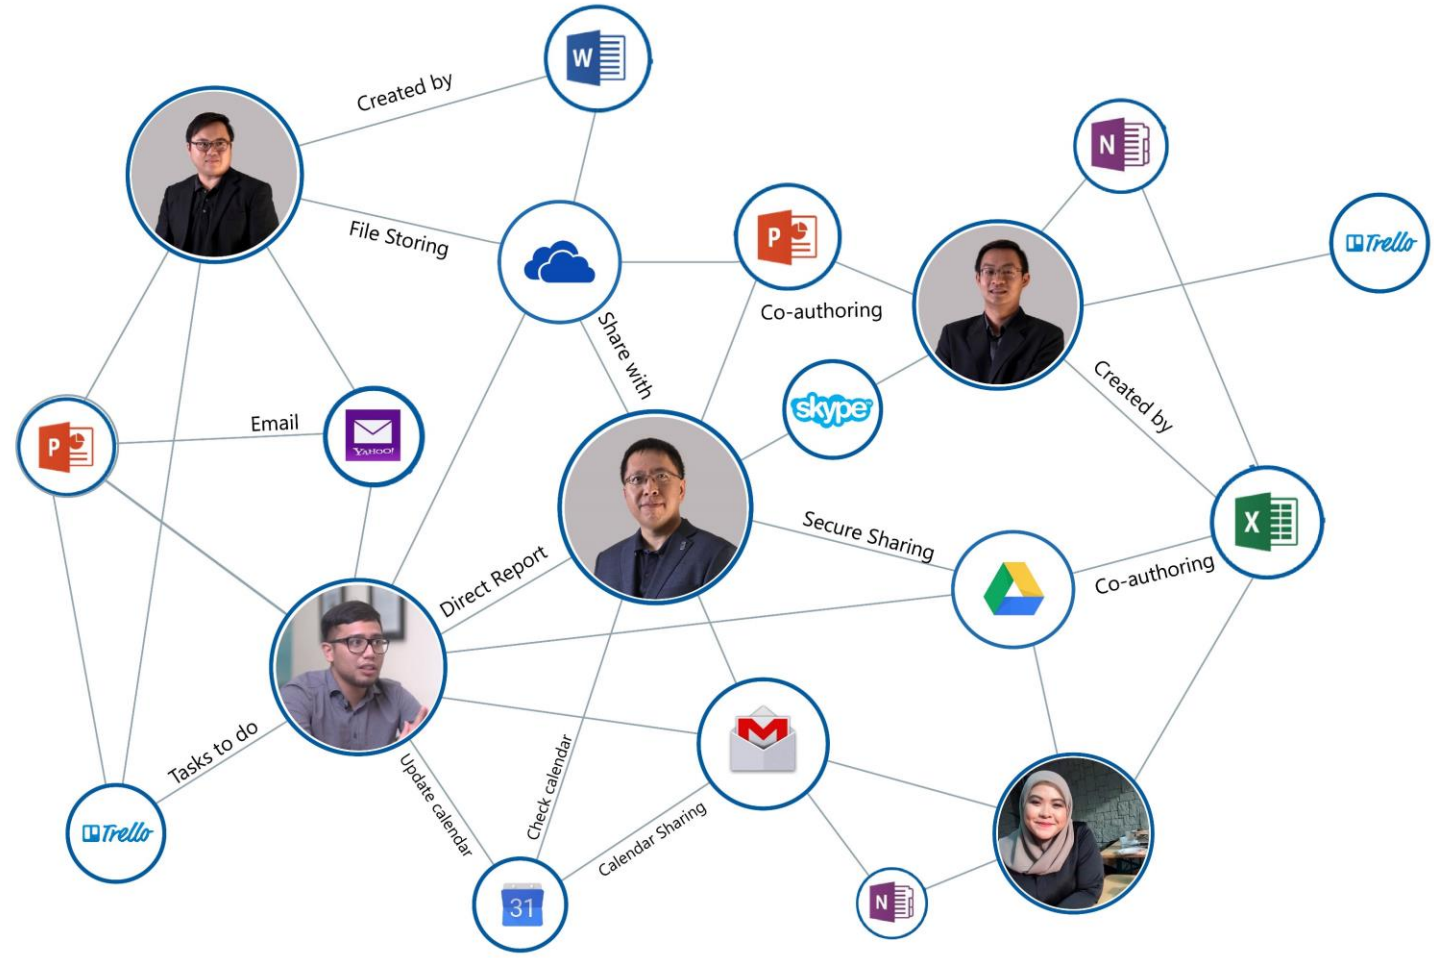 W
Created by
N
File Storing
P
Trello
Co-authoring
Share with
skype
Created by
P
Email
YAHOO!
X
Secure Sharing
Direct Report
Co-authoring
Tasks to do
M
Update calendar
Check calendar
Calendar Sharing
Trello
31
N